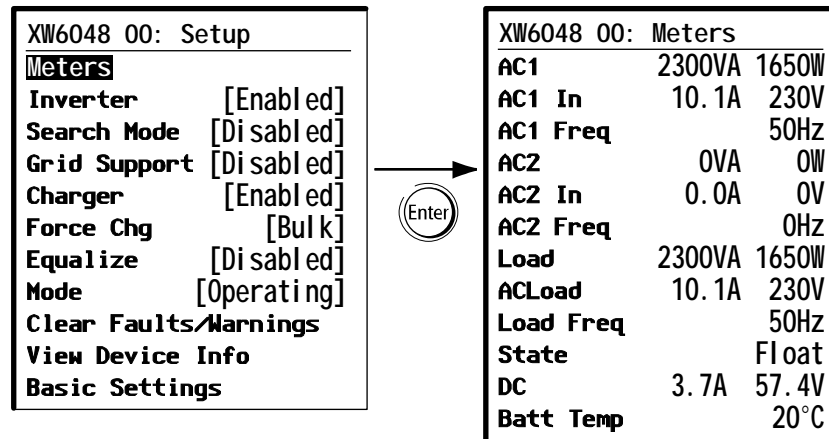 XW6048 00: Setup
Meters
Inverter [Enabled]
Search Mode [Disabled]
Grid Support [Disabled]
Charger [Enabled]
Force Chg [Bulk]
Equalize [Disabled]
Mode [Operating]
Clear Faults/Warnings
View Device Info
Basic Settings
Enter
XW6048 00: Meters
AC1 2300VA 1650W
AC1 In 10.1A 230V
AC1 Freq 50Hz
AC2 0VA 0W
AC2 In 0.0A 0V
AC2 Freq 0Hz
Load 2300VA 1650W
ACLoad 10.1A 230V
Load Freq 50Hz
State Float
DC 3.7A 57.4V
Batt Temp 20°C